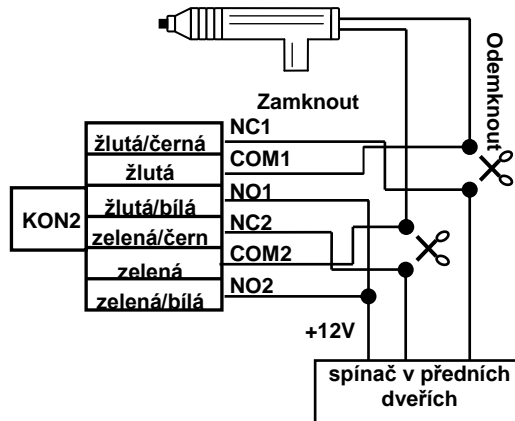 Odemknout
Zamknout
žlutá/černá
NC1
žlutá
COM1
KON2
žlutá/bílá
NO1
zelená/čern
NC2
zelená
COM2
zelená/bílá
NO2
+12V
spínač v předních
dveřích